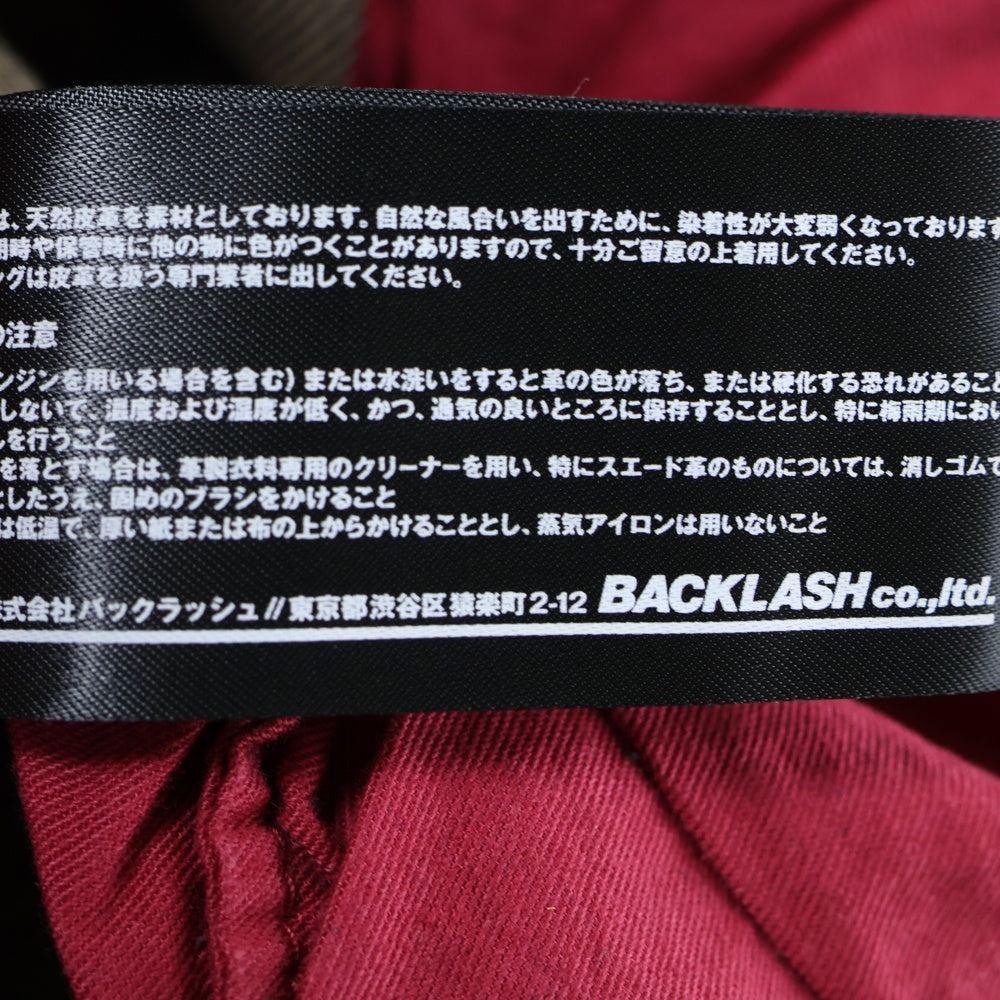 は、天然皮革を素材としております。自然な風合いを出すために、染着性が大変弱くなっております
用時や保管時に他の物に色がつくことがありますので、十分ご留意の上着用してください。
ングは皮革を扱う専門業者に出してください。
の注意
ンジンを用いる場合を含む)または水洗いをすると革の色が落ち、または硬化する恐れがあること
しないで、温度および湿度が低く、かつ、通気の良いところに保存することとし、特に梅雨期におい
しを行うこと
を落とす場合は、革製衣料専用のクリーナーを用い、特にスエード革のものについては、消しゴムで
としたうえ、固めのブラシをかけること
は低温で、厚い紙または布の上からかけることとし、蒸気アイロンは用いないこと
株式会社バックラッシュ//東京都渋谷区猿楽町2-12 BACKLASH co.,ltd.